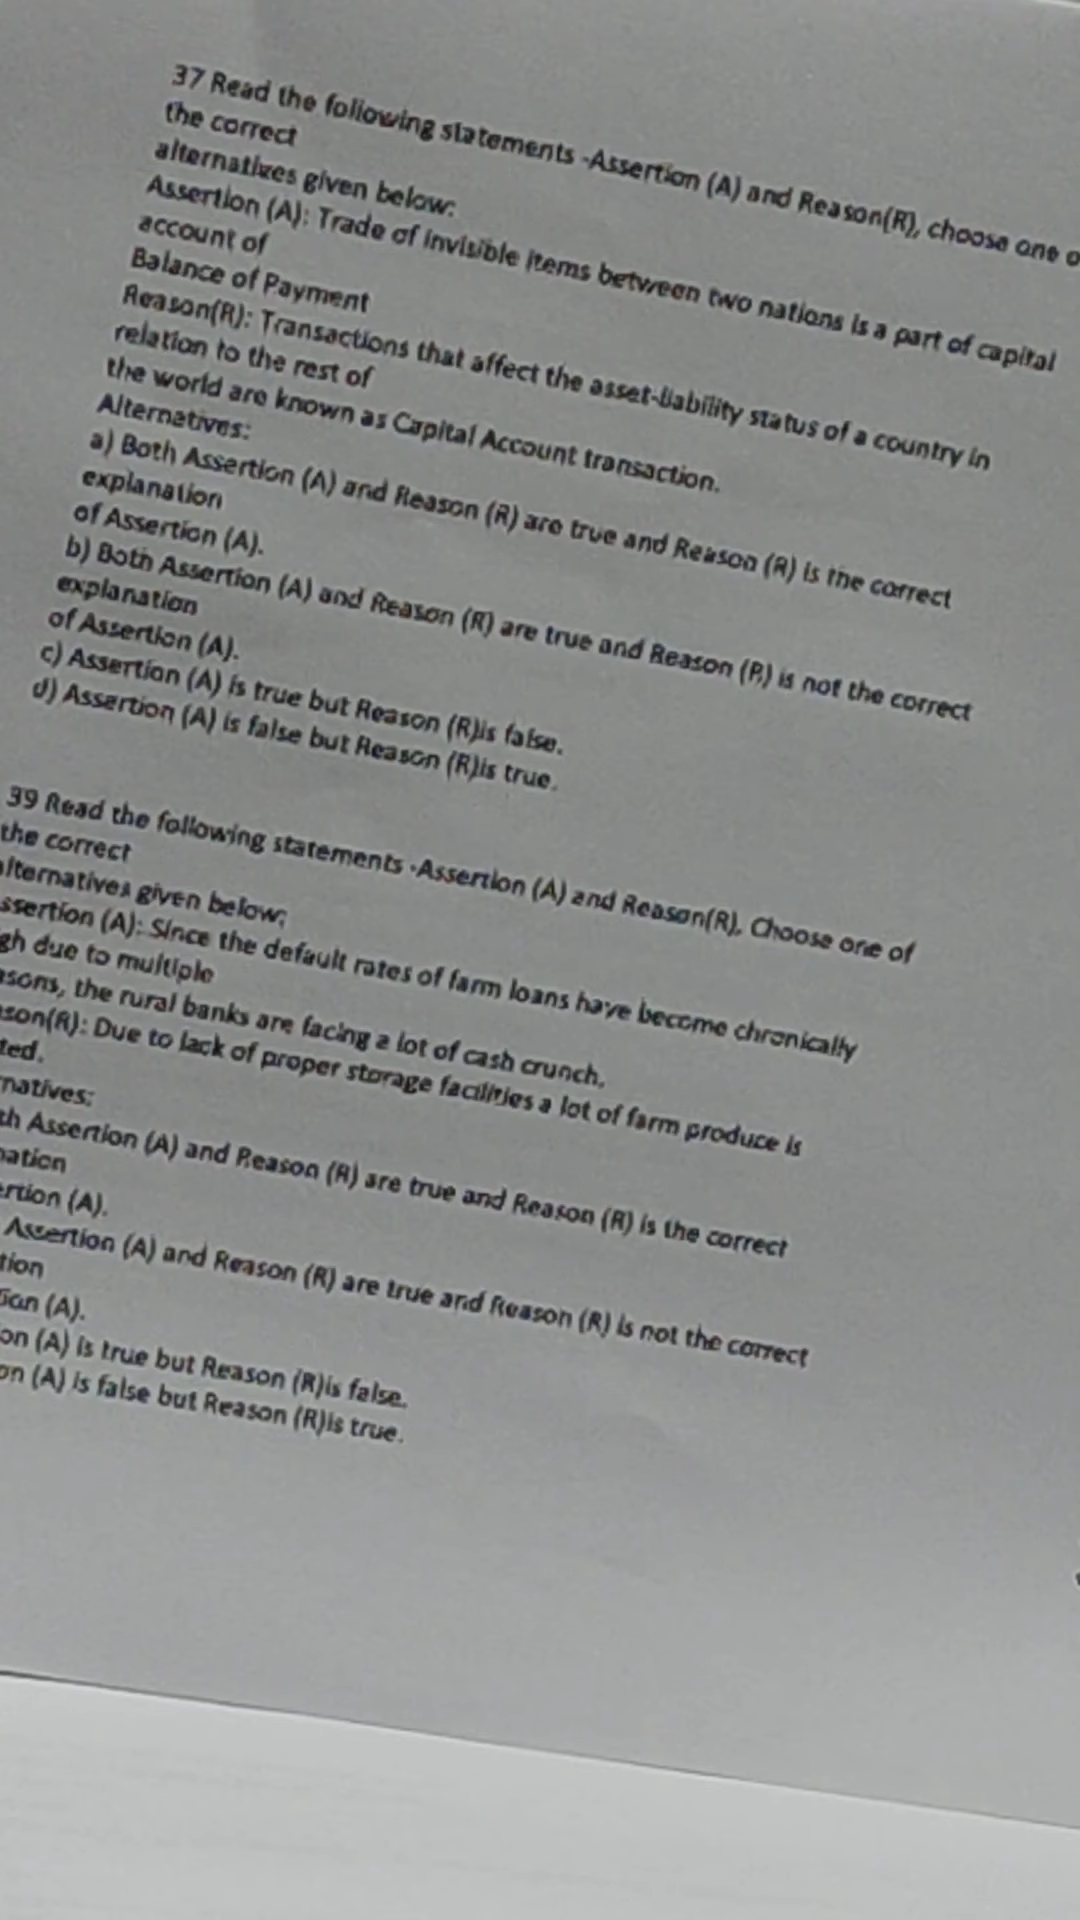 37 Read the following statements -Assertion (A) and Reason(R), choose one o
the correct
alternatives given below:
Assertion (A): Trade of invisible items between two nations is a part of capital
account of
Balance of Payment
Reason(R): Transactions that affect the asset-liability status of a country in
relation to the rest of
the world are known as Capital Account transaction.
Alternatives:
a) Both Assertion (A) and Reason (R) are true and Reason (R) is the correct
explanation
of Assertion (A).
b) Both Assertion (A) and Reason (R) are true and Reason (R) is not the correct
explanation
of Assertion (A).
c) Assertion (A) is true but Reason (R)is false.
d) Assertion (A) is false but Reason (R)is true.
39 Read the following statements -Assertion (A) and Reason(R), Choose one of
the correct
alternatives given below;
ssertion (A): Since the default rates of farm loans have become chronically
gh due to multiple
asons, the rural banks are facing a lot of cash crunch.
ason(R): Due to lack of proper storage facilities a lot of farm produce is
ted.
natives:
th Assertion (A) and Reason (R) are true and Reason (R) is the correct
nation
ertion (A).
Assertion (A) and Reason (R) are true and Reason (R) is not the correct
tion
ion (A).
on (A) is true but Reason (R)is false.
on (A) is false but Reason (R)is true.